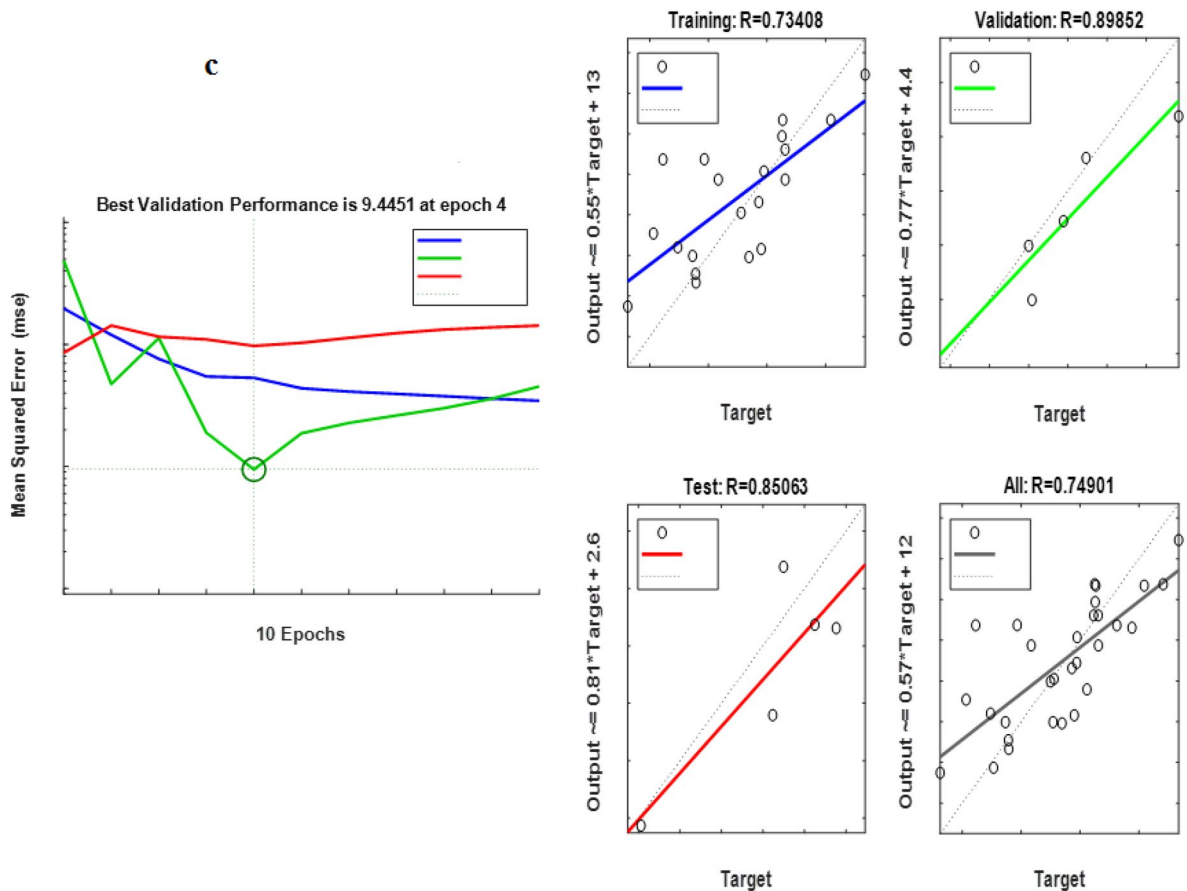 c
Best Validation Performance is 9.4451 at epoch 4
Mean Squared Error (mse)
10 Epochs
Training: R=0.73408
Output ~= 0.55*Target + 13
Target
Validation: R=0.89852
Output ~= 0.77*Target + 4.4
Target
Test: R=0.85063
Output ~= 0.81*Target + 2.6
Target
All: R=0.74901
Output ~= 0.57*Target + 12
Target